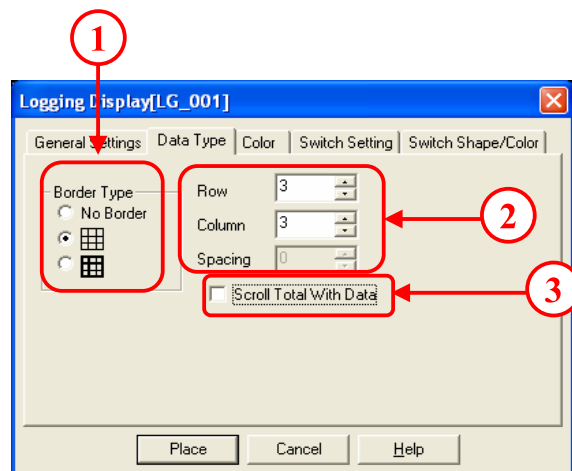 1
Logging Display[LG_001]
General Settings Data Type Color Switch Setting Switch Shape/Color
Border Type
No Border
Row 3
Column 3
Spacing 0
2
Scroll Total With Data
3
Place Cancel Help